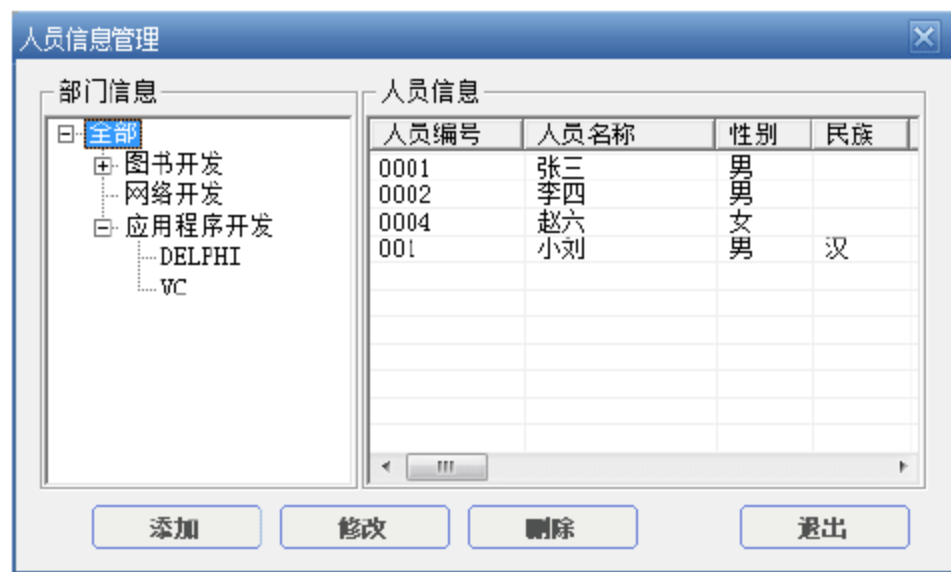 人员信息管理
部门信息
全部
图书开发
网络开发
应用程序开发
DELPHI
VC
人员信息
人员编号 人员名称 性别 民族
0001 张三 男
0002 李四 男
0004 赵六 女
001 小刘 男 汉
添加 修改 删除 退出